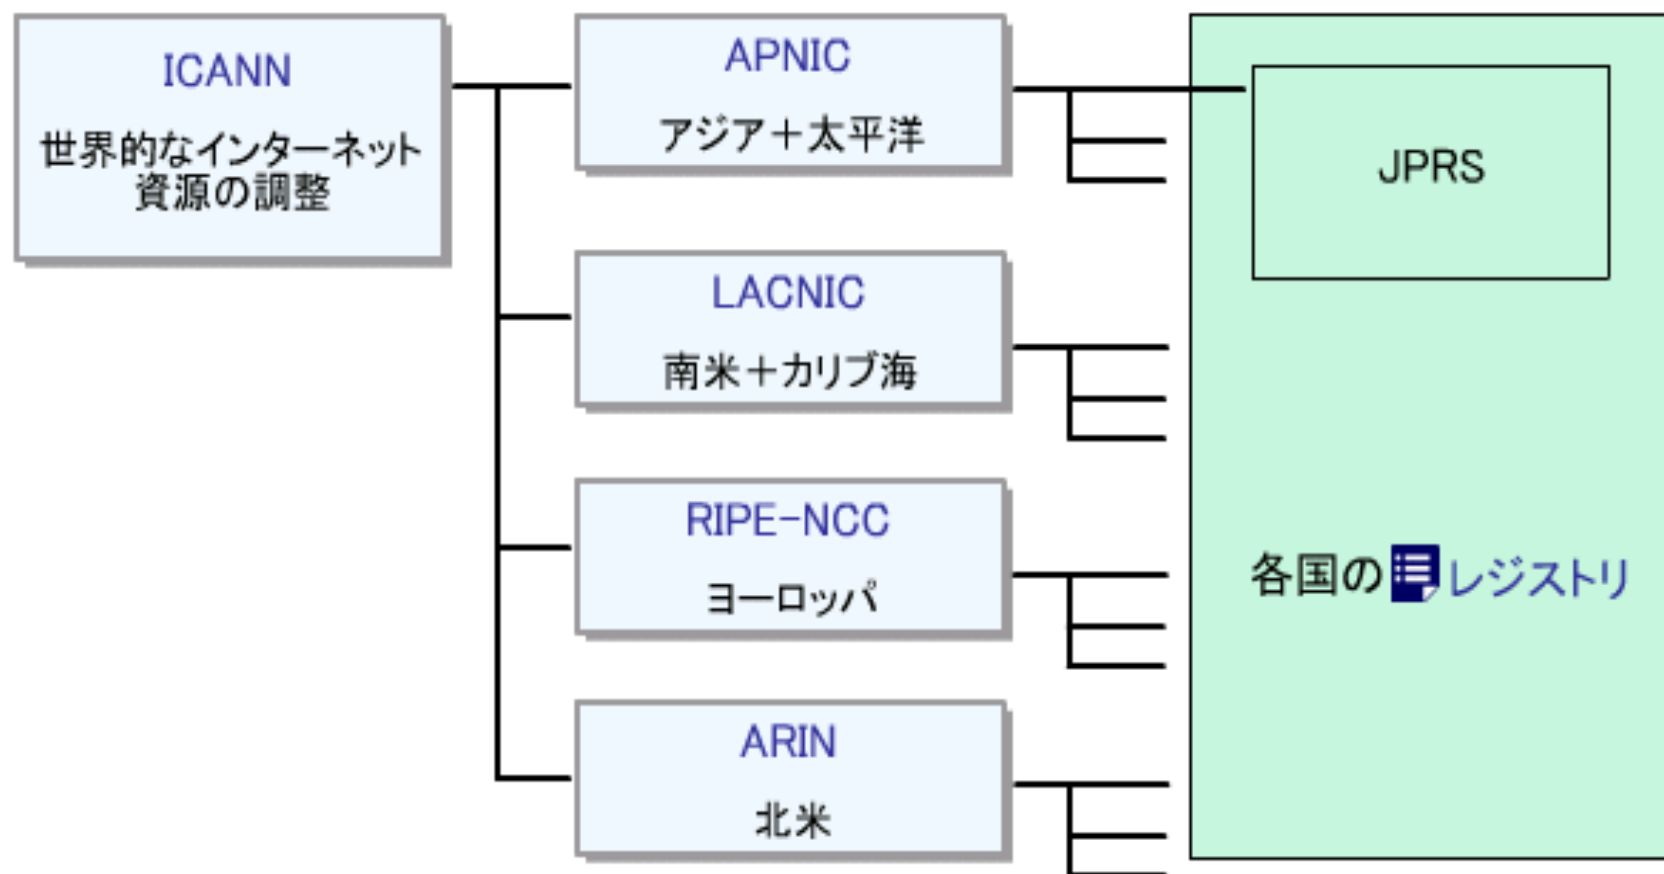 ICANN
世界的なインターネット
資源の調整
APNIC
アジア＋太平洋
JPRS
LACNIC
南米＋カリブ海
RIPE-NCC
ヨーロッパ
各国のレジストリ
ARIN
北米